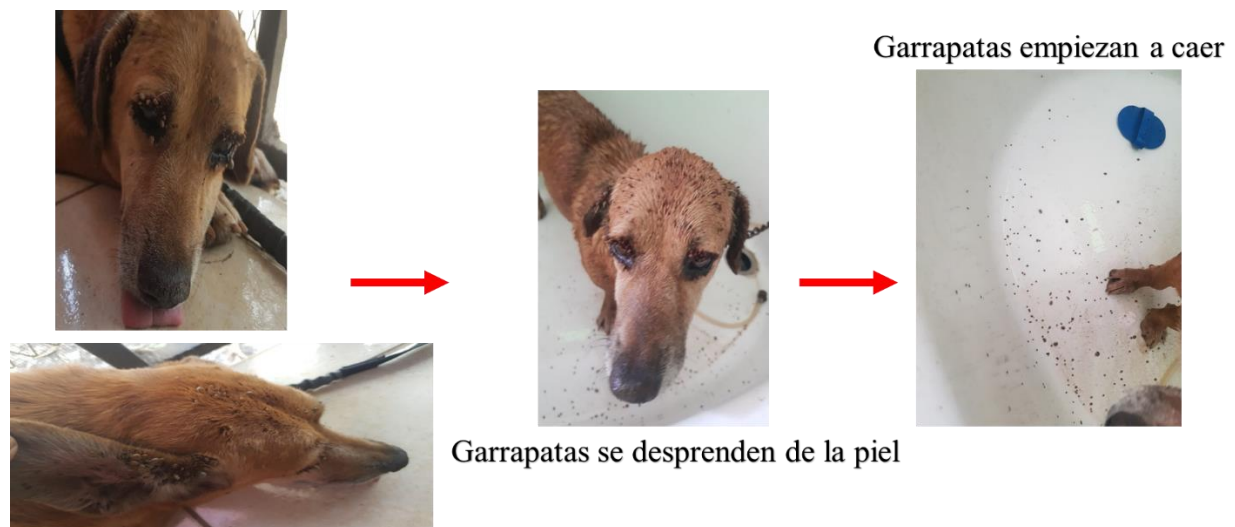 Garrapatas empiezan a caer
Garrapatas se desprenden de la piel